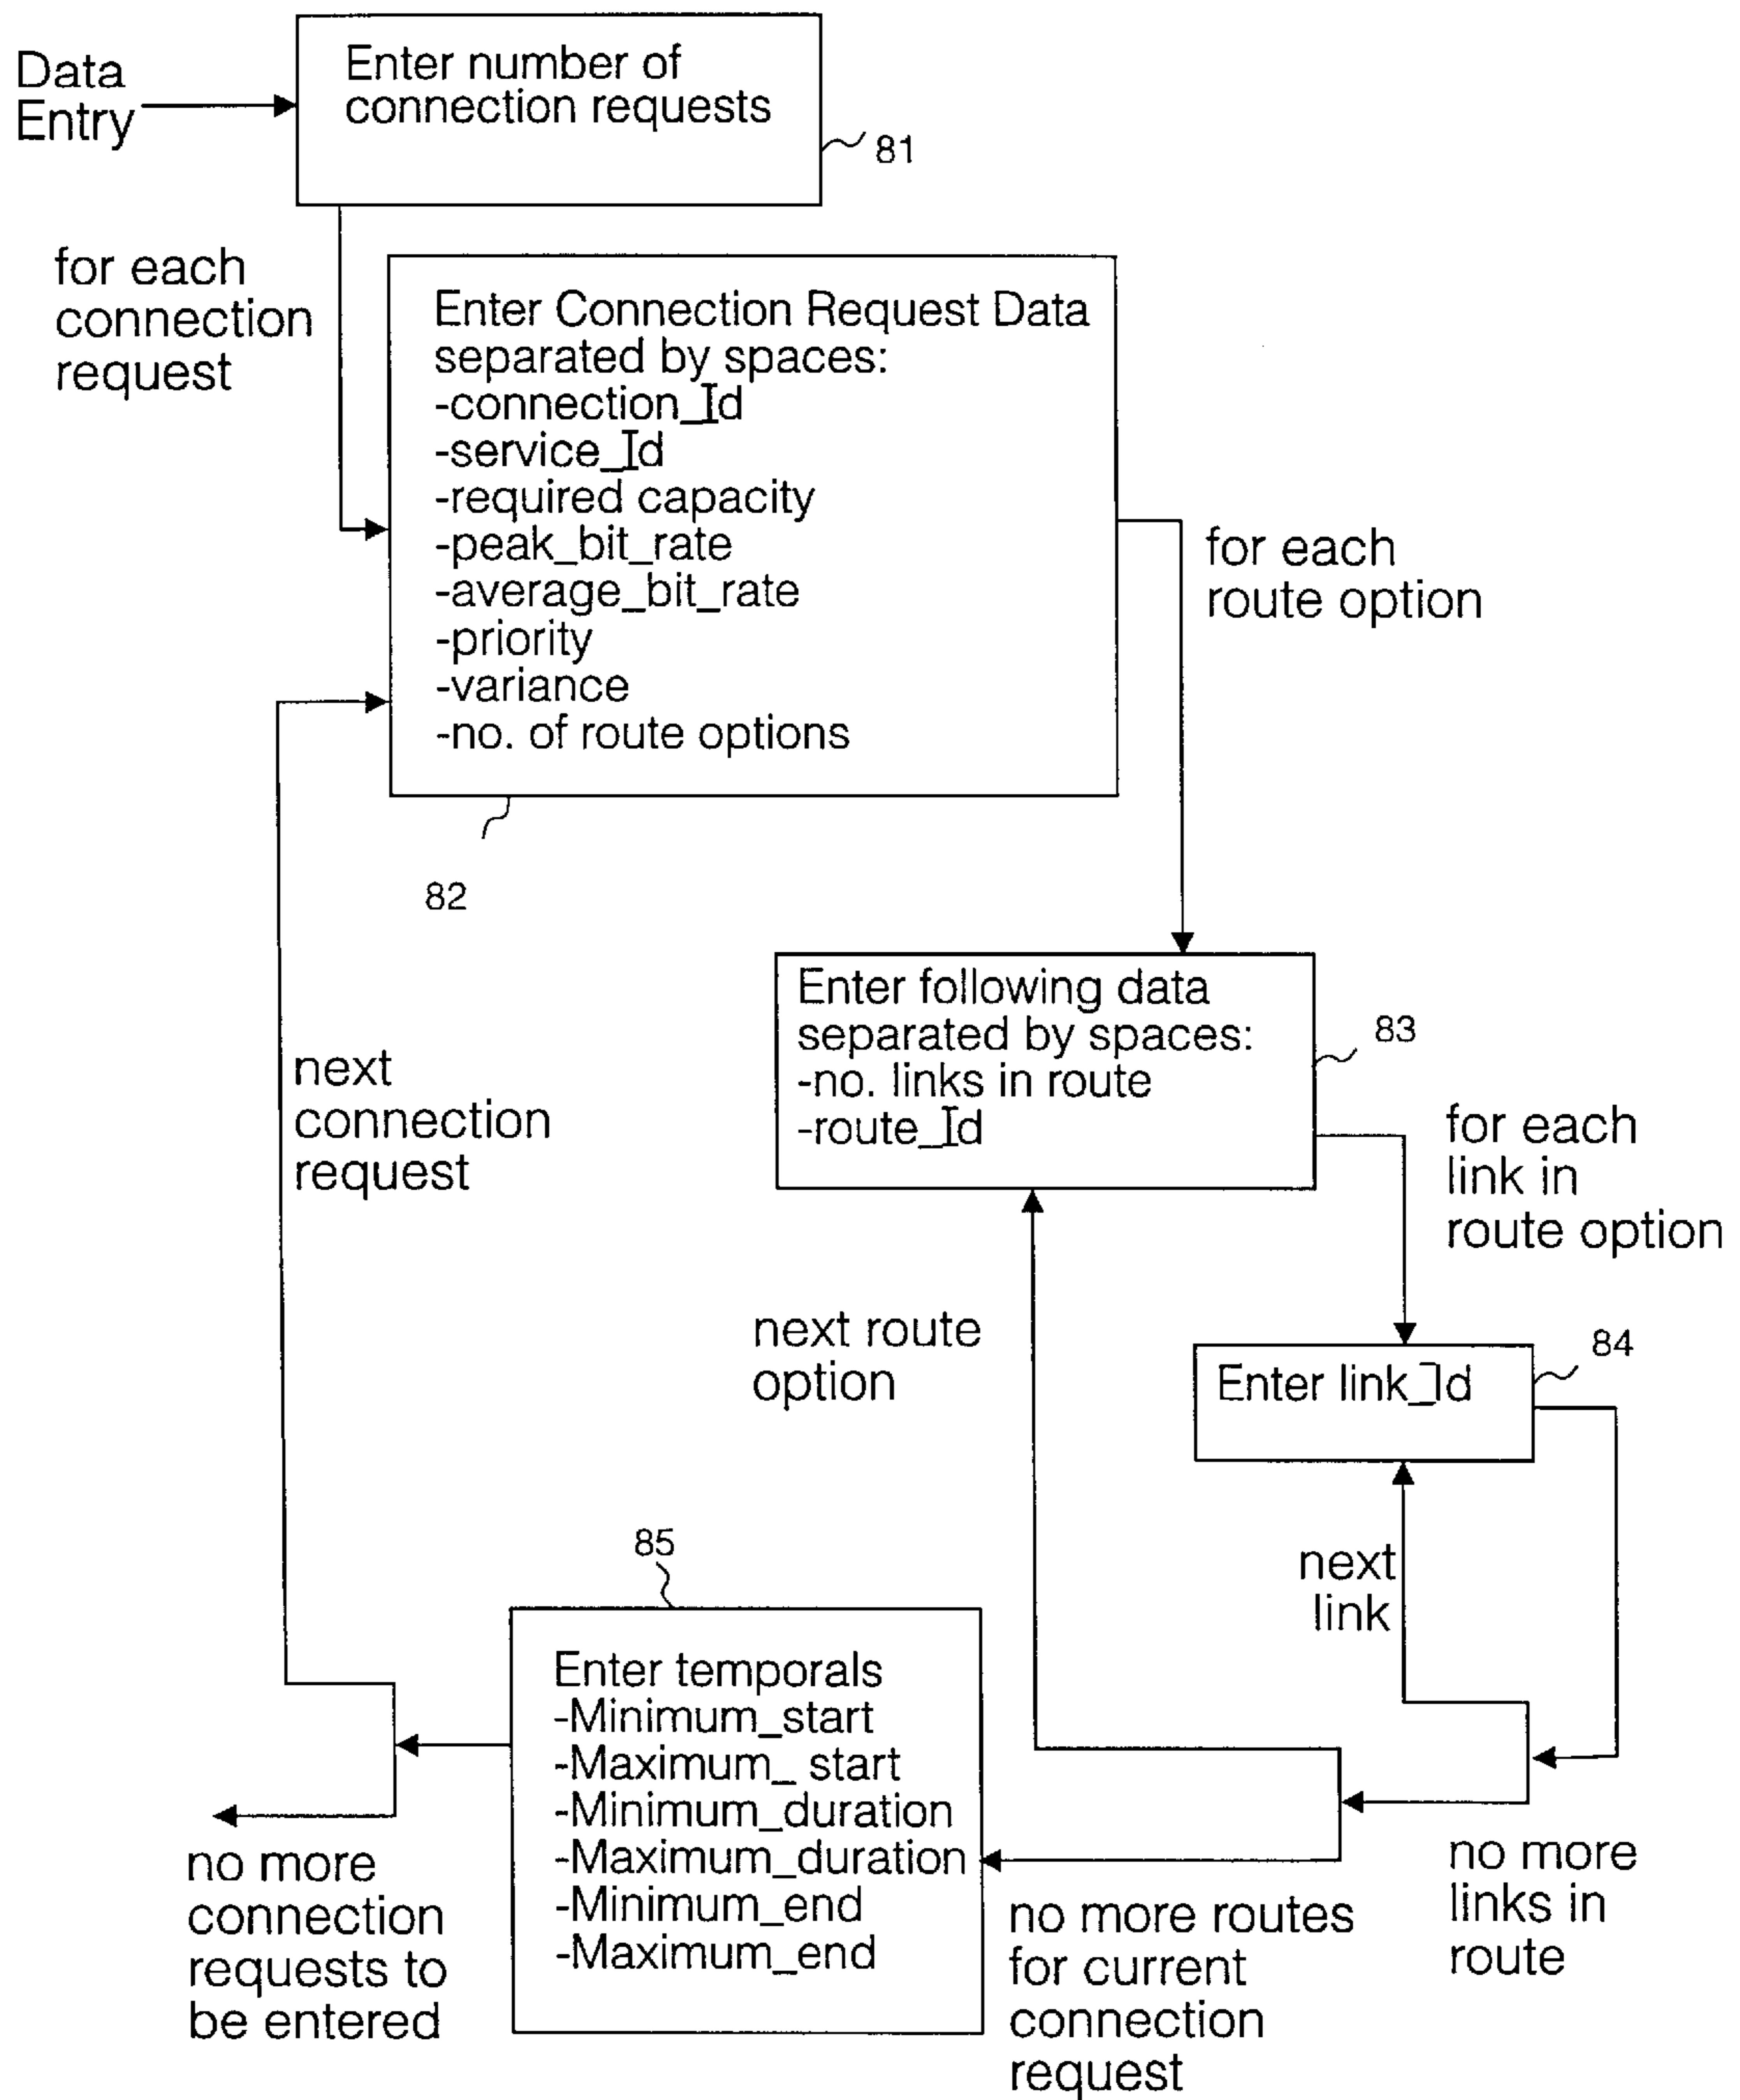 Data
Entry
Enter number of
connection requests
81
for each
connection
request
Enter Connection Request Data
separated by spaces:
-connection_Id
-service_Id
-required capacity
-peak_bit_rate
-average_bit_rate
-priority
-variance
-no. of route options
82
for each
route option
Enter following data
separated by spaces:
-no. links in route
-route_Id
83
for each
link in
route option
next
connection
request
next route
option
Enter link_Id
84
next
link
85
Enter temporals
-Minimum_start
-Maximum_ start
-Minimum_duration
-Maximum_duration
-Minimum_end
-Maximum_end
no more
connection
requests to
be entered
no more routes
for current
connection
request
no more
links in
route